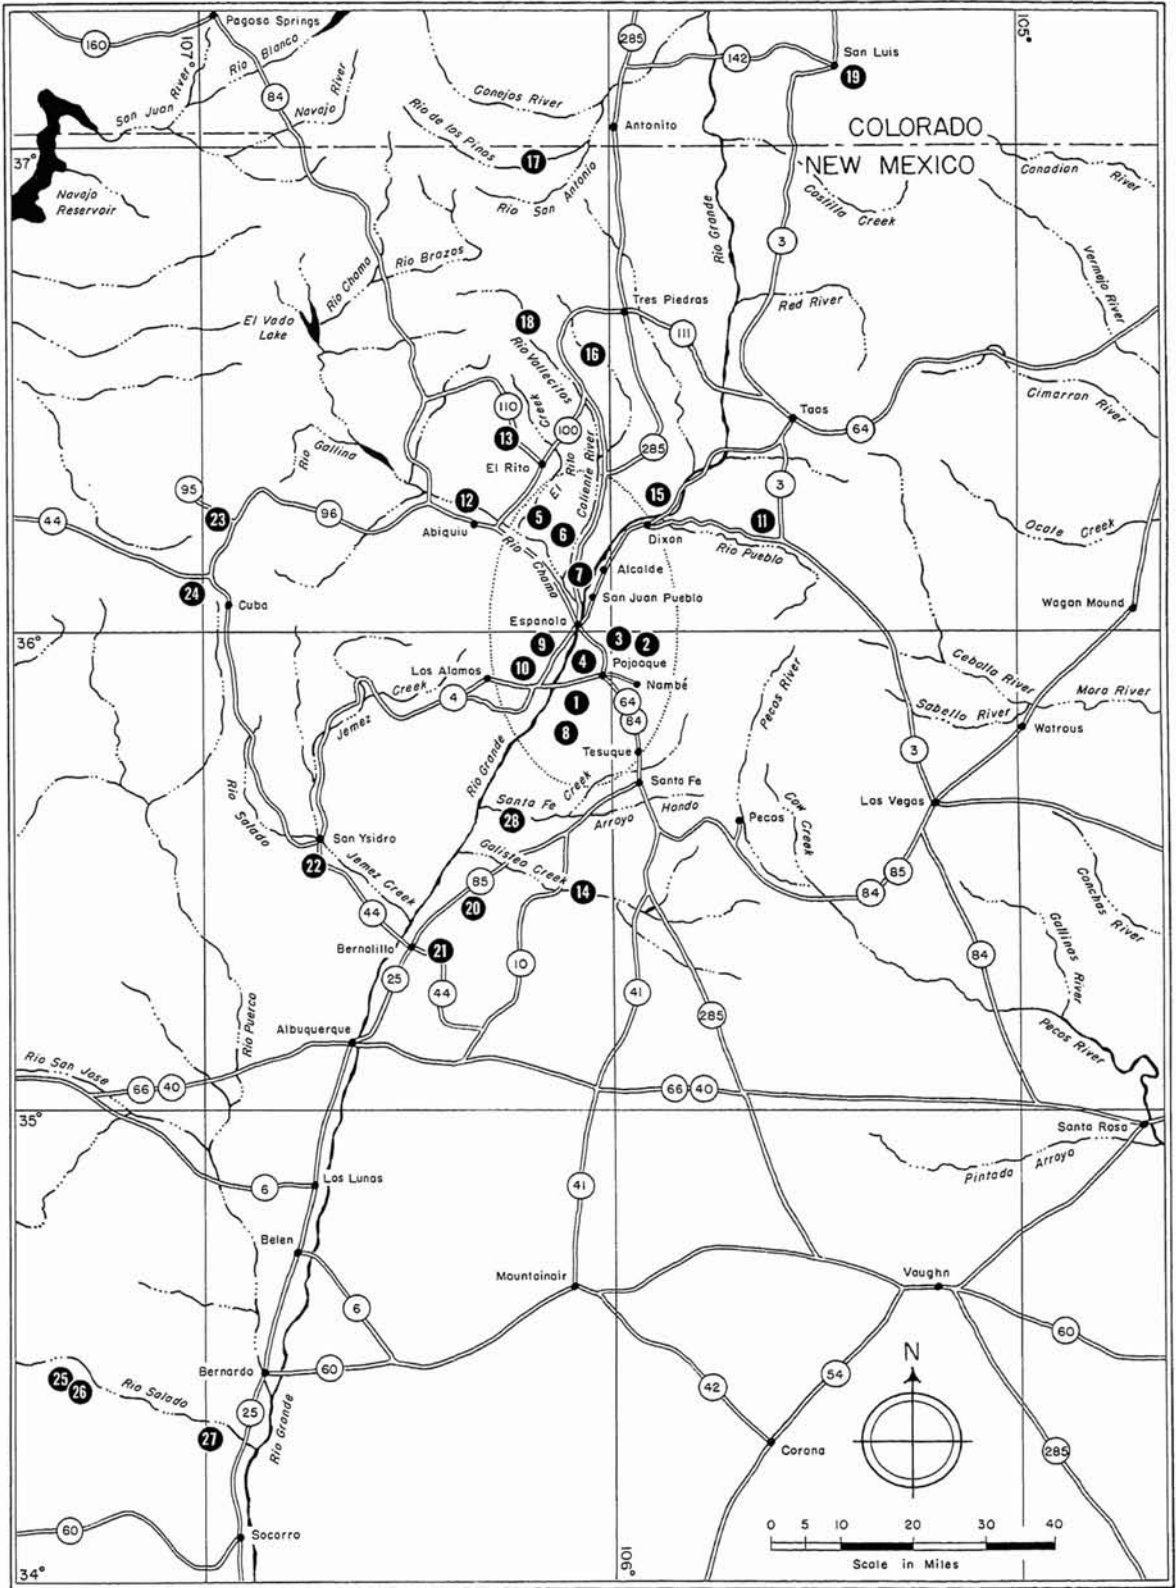 Pagosa Springs
107°
160
Rio Blanco
285
142
105°
San Luis
19
San Juan River
84
Navajo River
Conejos River
Rio de los Pinos
Antonito
COLORADO
37°
17
NEW MEXICO
Canadian River
Navajo Reservoir
Rio San Antonio
Rio Grande
Costilla Creek
3
Rio Brazos
Rio Chama
Vermejo River
Tres Piedras
Red River
El Vado Lake
18
111
Rio Vallecitos
16
110
Cimarron River
Taos
64
100
13
El Rito Creek
Caliente River
285
Rio Gallina
El Rito
95
3
23
96
12
15
44
5
11
Abiquiu
6
Dixon
Rio Pueblo
Ocate Creek
Rio Chama
7
Alcalde
24
San Juan Pueblo
Cuba
Wagon Mound
Espanola
36°
3
2
9
4
10
Pojoaque
Los Alamos
Nambé
Pecos River
Cebolla River
Mora River
Jemez Creek
4
1
64
84
Sabello River
8
Watrous
Tesuque
3
Rio Grande
Santa Fe
Santa Fe Creek
Rio Salado
28
Arroyo Hondo
Cow Creek
Las Vegas
Pecos
San Ysidro
22
Jemez Creek
Galisteo Creek
85
14
84
85
20
Conchas River
44
Gallinas River
Bernalillo
21
84
10
25
44
41
285
Rio Puerco
Albuquerque
Pecos River
Rio San Jose
66
40
66
40
35°
Santa Rosa
Pintada Arroyo
41
6
Los Lunas
Belen
Mountainair
Vaughn
6
60
Bernardo
60
N
25
26
Rio Salado
42
54
25
Rio Grande
27
Corona
285
60
Socorro
0 5 10 20 30 40
Scale in Miles
106°
34°